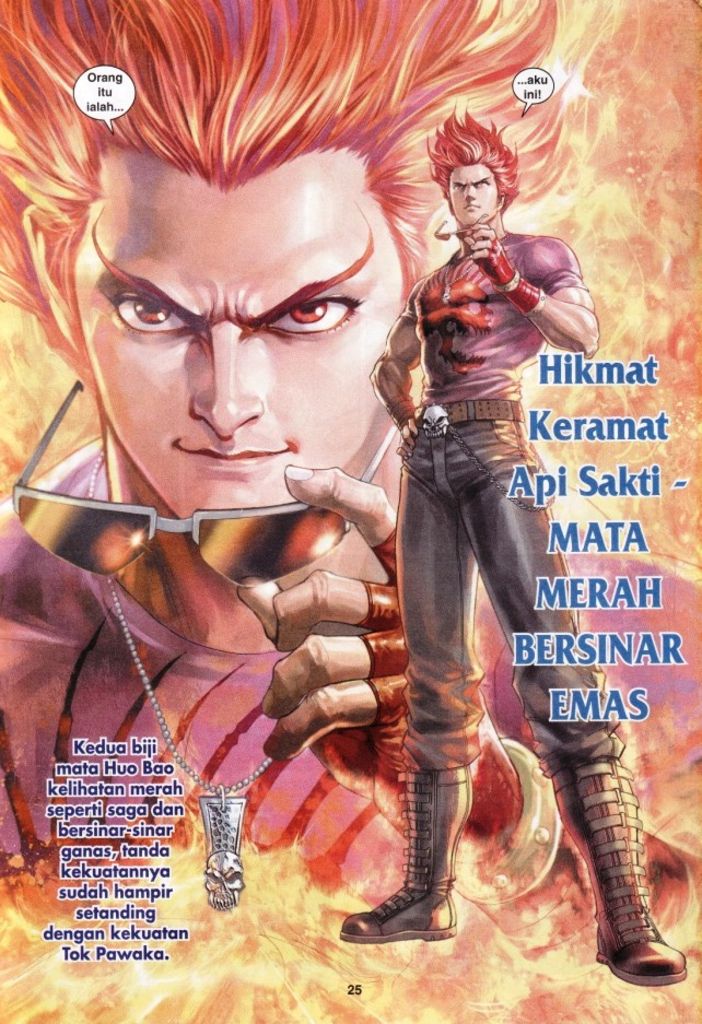 Orang
itu
ialah...
...aku
ini!
Hikmat
Keramat
Api Sakti -
MATA
MERAH
BERSINAR
EMAS
Kedua biji
mata Huo Bao
kelihatan merah
seperti saga dan
bersinar-sinar
ganas, tanda
kekuatannya
sudah hampir
setanding
dengan kekuatan
Tok Pawaka.
25